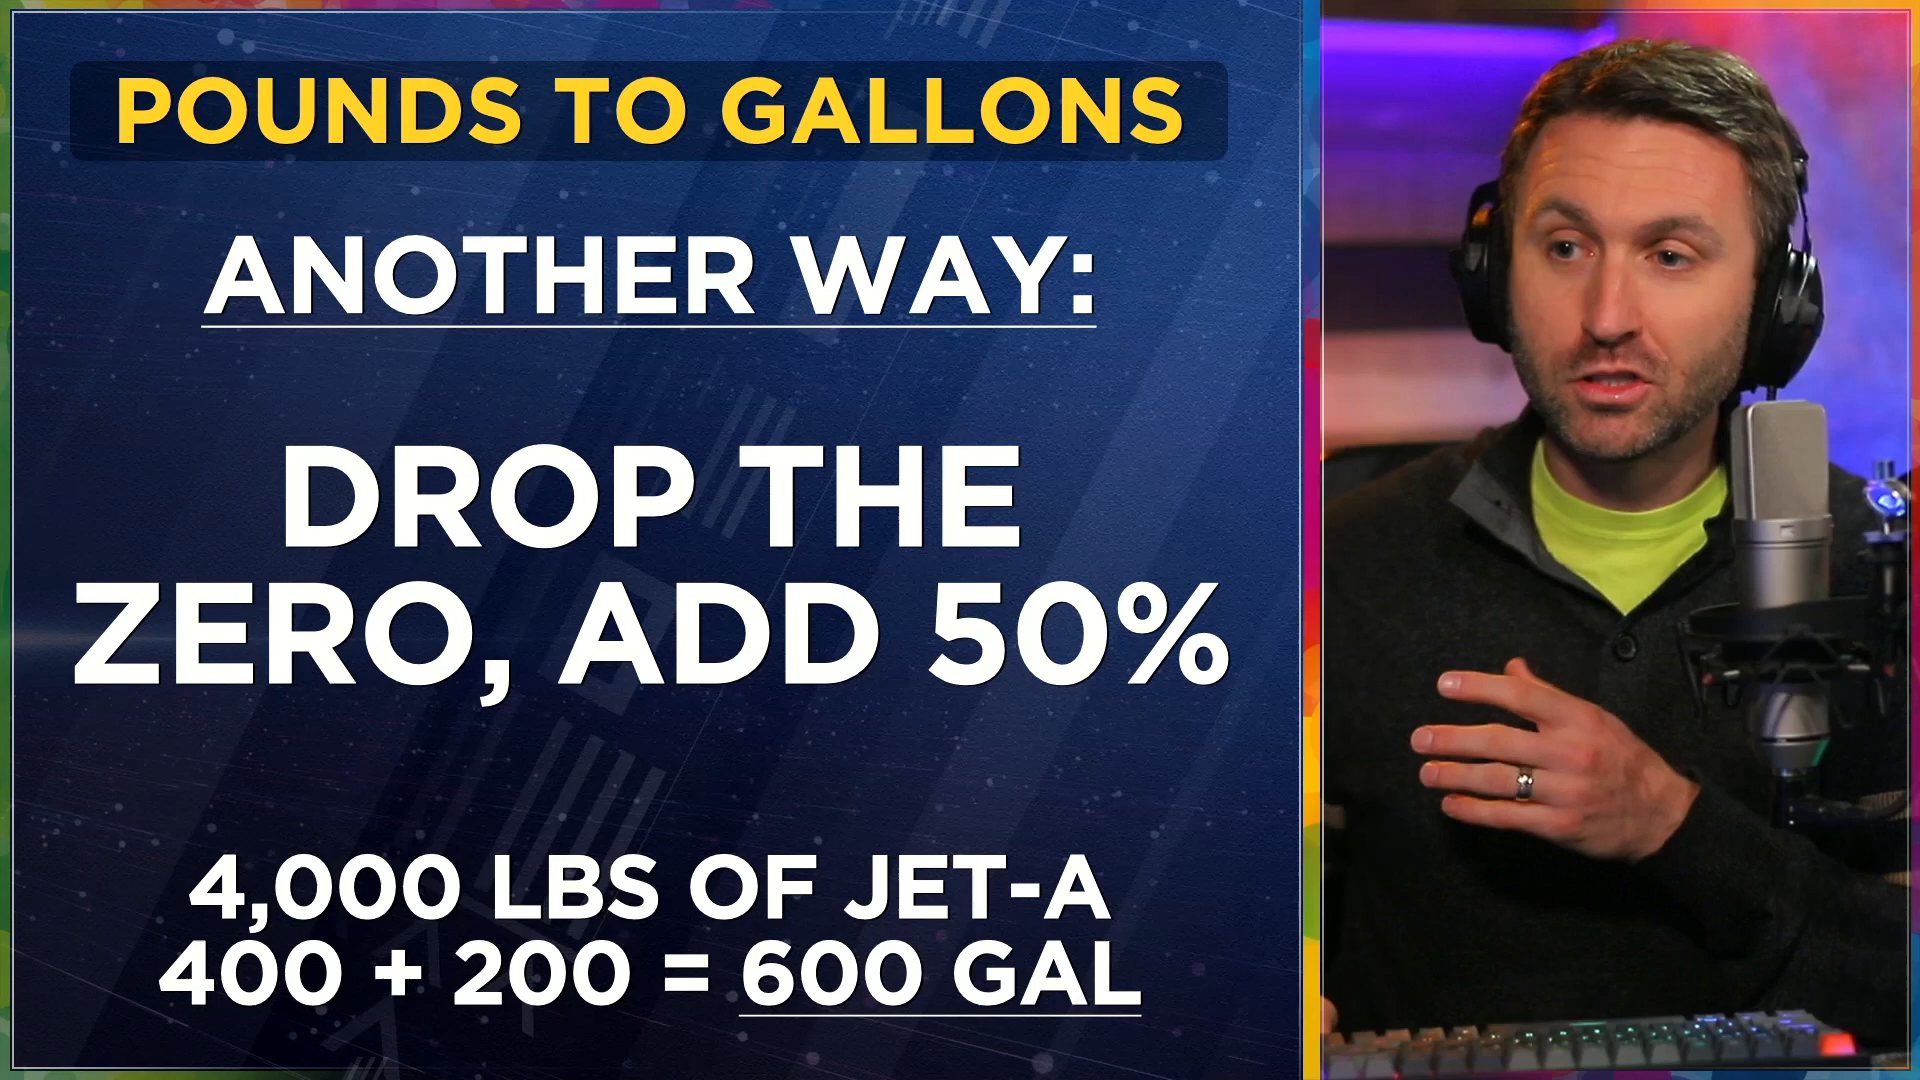 POUNDS TO GALLONS
ANOTHER WAY:
DROP THE
ZERO, ADD 50%
4,000 LBS OF JET-A
400 + 200 = 600 GAL